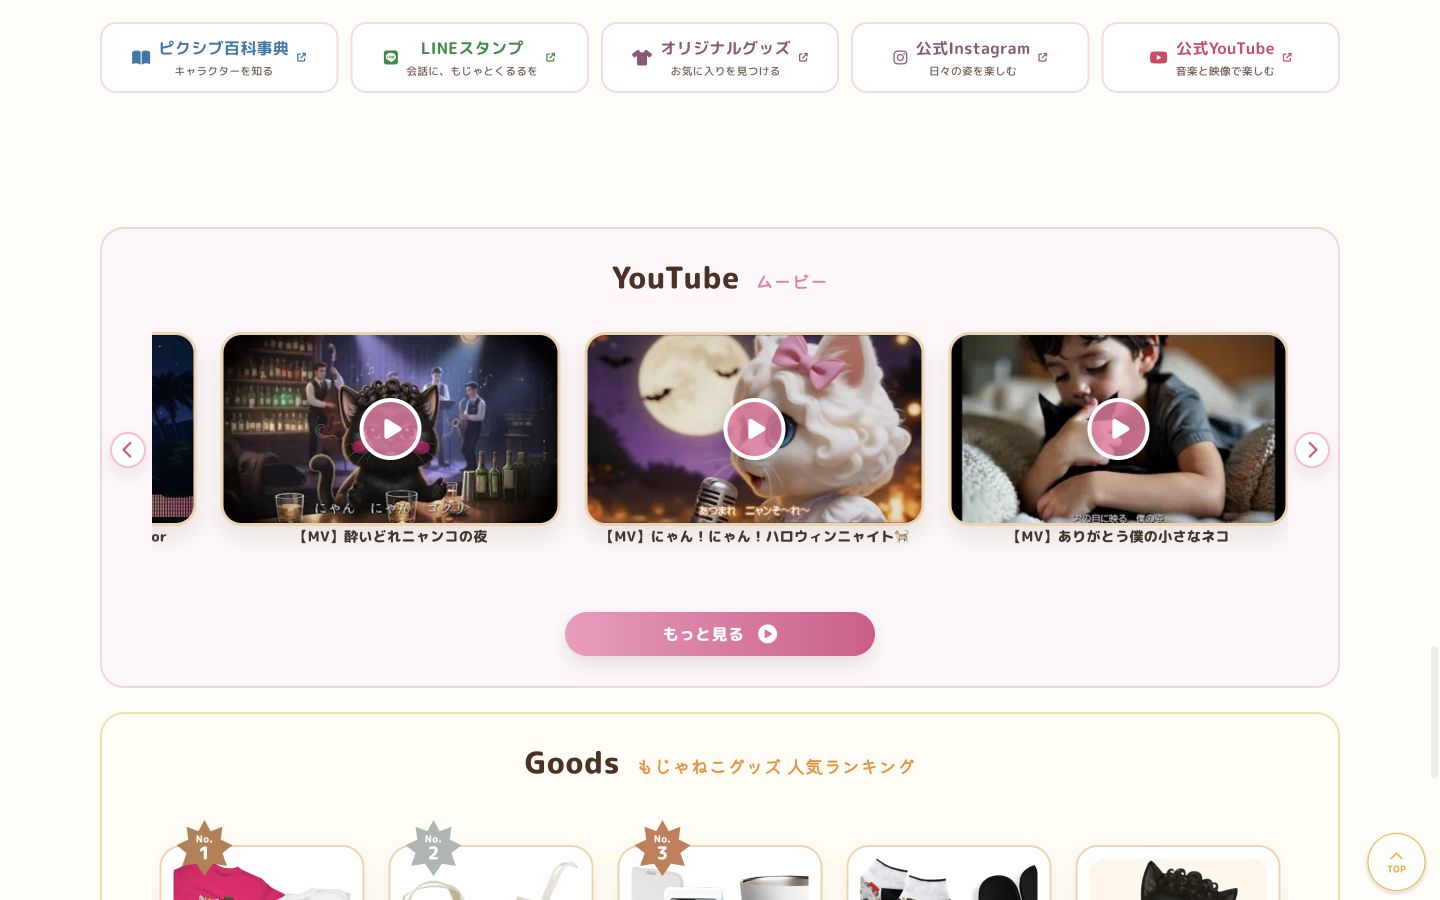 ピクシブ百科事典
キャラクターを知る
LINEスタンプ
会話に、もじゃとくるるを
オリジナルグッズ
お気に入りを見つける
公式Instagram
日々の姿を楽しむ
公式YouTube
音楽と映像で楽しむ
YouTube ムービー
にゃん にゃん ゴクリ
あつまれ ニャンそ〜れ〜
女の目に映る 僕の姿
or
【MV】酔いどれニャンコの夜
【MV】にゃん！にゃん！ハロウィンニャイト🐈
【MV】ありがとう僕の小さなネコ
もっと見る
Goods もじゃねこグッズ 人気ランキング
No.
1
No.
2
No.
3
TOP